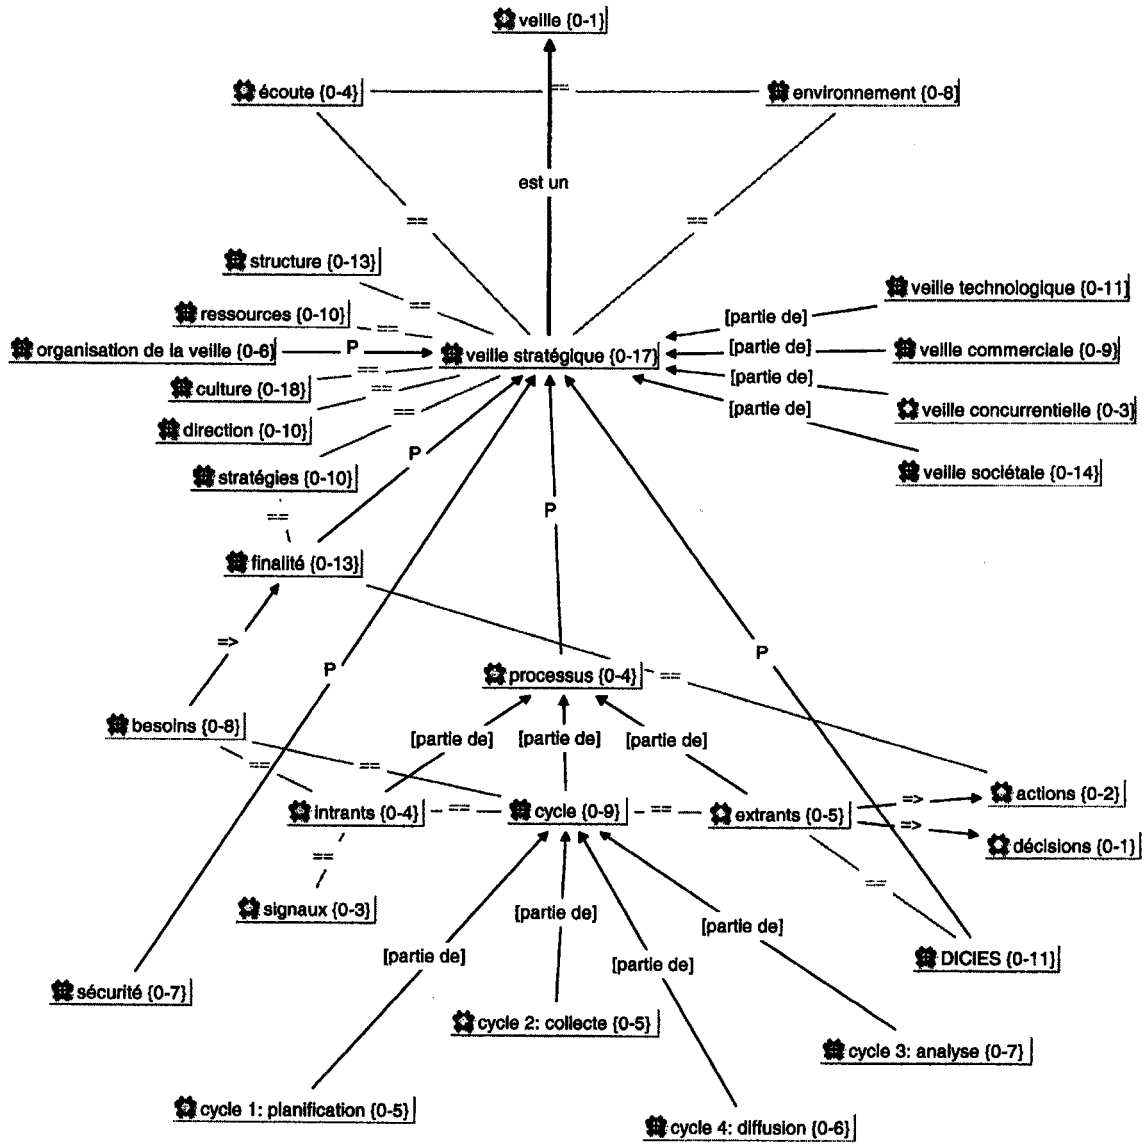 veille {0-1}
écoute {0-4}
==
environnement {0-8}
est un
==
==
structure {0-13}
==
veille technologique {0-11}
[partie de]
ressources {0-10}
==
organisation de la veille {0-6}
P
veille stratégique {0-17}
[partie de]
veille commerciale {0-9}
culture {0-18}
==
[partie de]
veille concurrentielle {0-3}
direction {0-10}
==
==
[partie de]
stratégies {0-10}
P
veille sociétale {0-14}
==
P
finalité {0-13}
=>
P
P
processus {0-4}
==
besoins {0-8}
[partie de]
[partie de]
[partie de]
==
==
intrants {0-4}
==
cycle {0-9}
==
extrants {0-5}
=>
actions {0-2}
=>
décisions {0-1}
==
==
signaux {0-3}
[partie de]
[partie de]
[partie de]
[partie de]
DICIES {0-11}
sécurité {0-7}
cycle 2: collecte {0-5}
cycle 3: analyse {0-7}
cycle 1: planification {0-5}
cycle 4: diffusion {0-6}